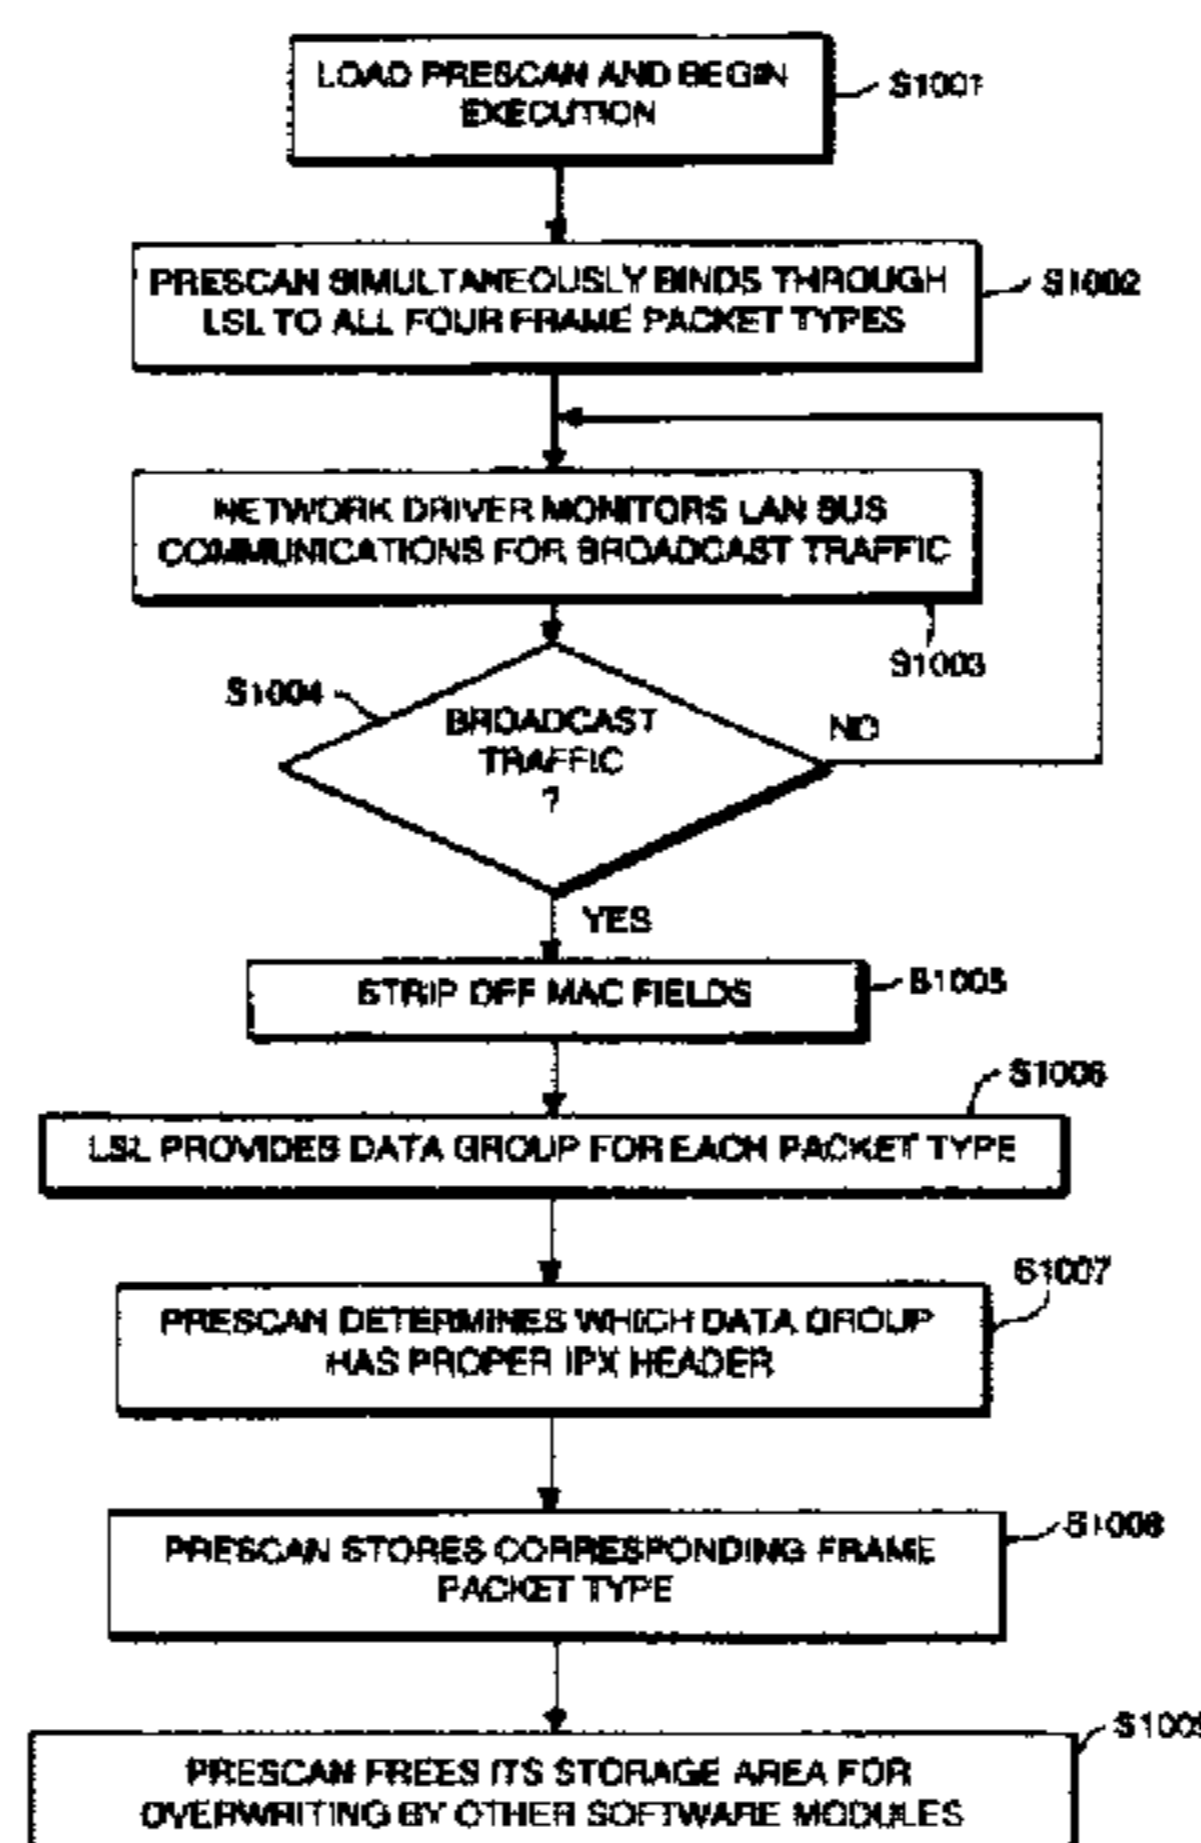 LOAD PRESCAN AND BEGIN
EXECUTION
S1001
PRESCAN SIMULTANEOUSLY BINDS THROUGH
LSL TO ALL FOUR FRAME PACKET TYPES
S1002
NETWORK DRIVER MONITORS LAN BUS
COMMUNICATIONS FOR BROADCAST TRAFFIC
S1003
S1004
BROADCAST
TRAFFIC
?
NO
YES
STRIP OFF MAC FIELDS
S1005
S1006
LSL PROVIDES DATA GROUP FOR EACH PACKET TYPE
S1007
PRESCAN DETERMINES WHICH DATA GROUP
HAS PROPER IPX HEADER
S1008
PRESCAN STORES CORRESPONDING FRAME
PACKET TYPE
S1009
PRESCAN FREES ITS STORAGE AREA FOR
OVERWRITING BY OTHER SOFTWARE MODULES